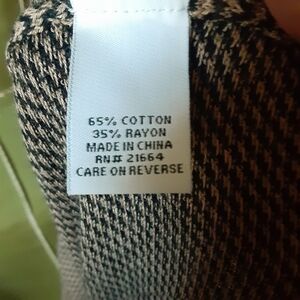 65% COTTON
35% RAYON
MADE IN CHINA
RN# 21664
CARE ON REVERSE